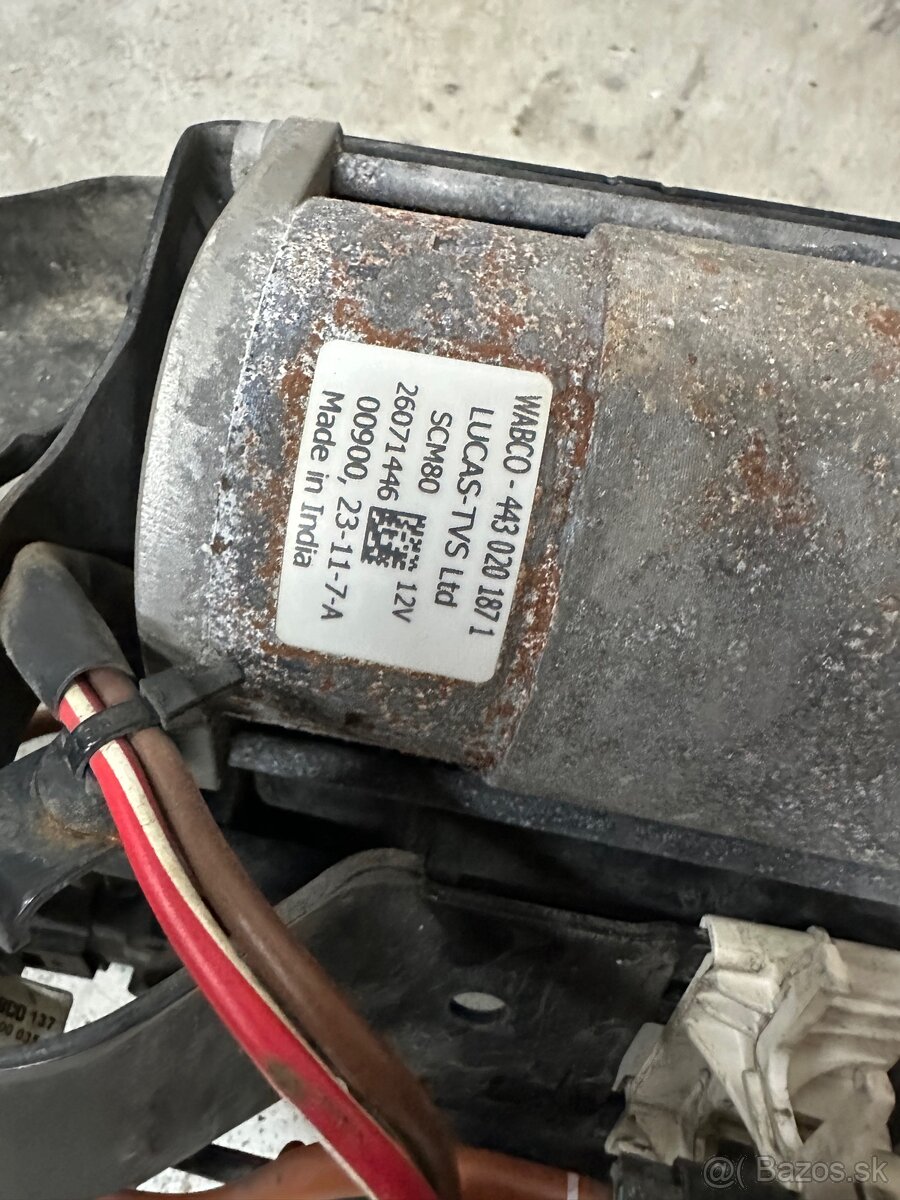 WABCO - 443 020 187 1
LUCAS-TVS Ltd
SCM80
26071446 12V
00900, 23-11-7-A
Made in India
137
@( Bazos.sk